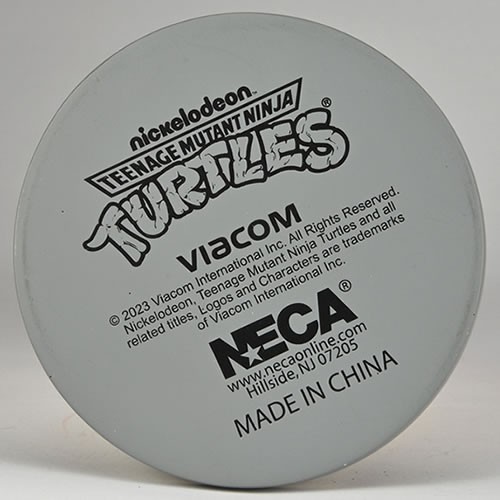 nickelodeon™
TEENAGE MUTANT NINJA
TURTLES®
VIACOM
© 2023 Viacom International Inc. All Rights Reserved.
Nickelodeon, Teenage Mutant Ninja Turtles and all
related titles, Logos and Characters are trademarks
of Viacom International Inc.
NECA®
www.necaonline.com
Hillside, NJ 07205
MADE IN CHINA